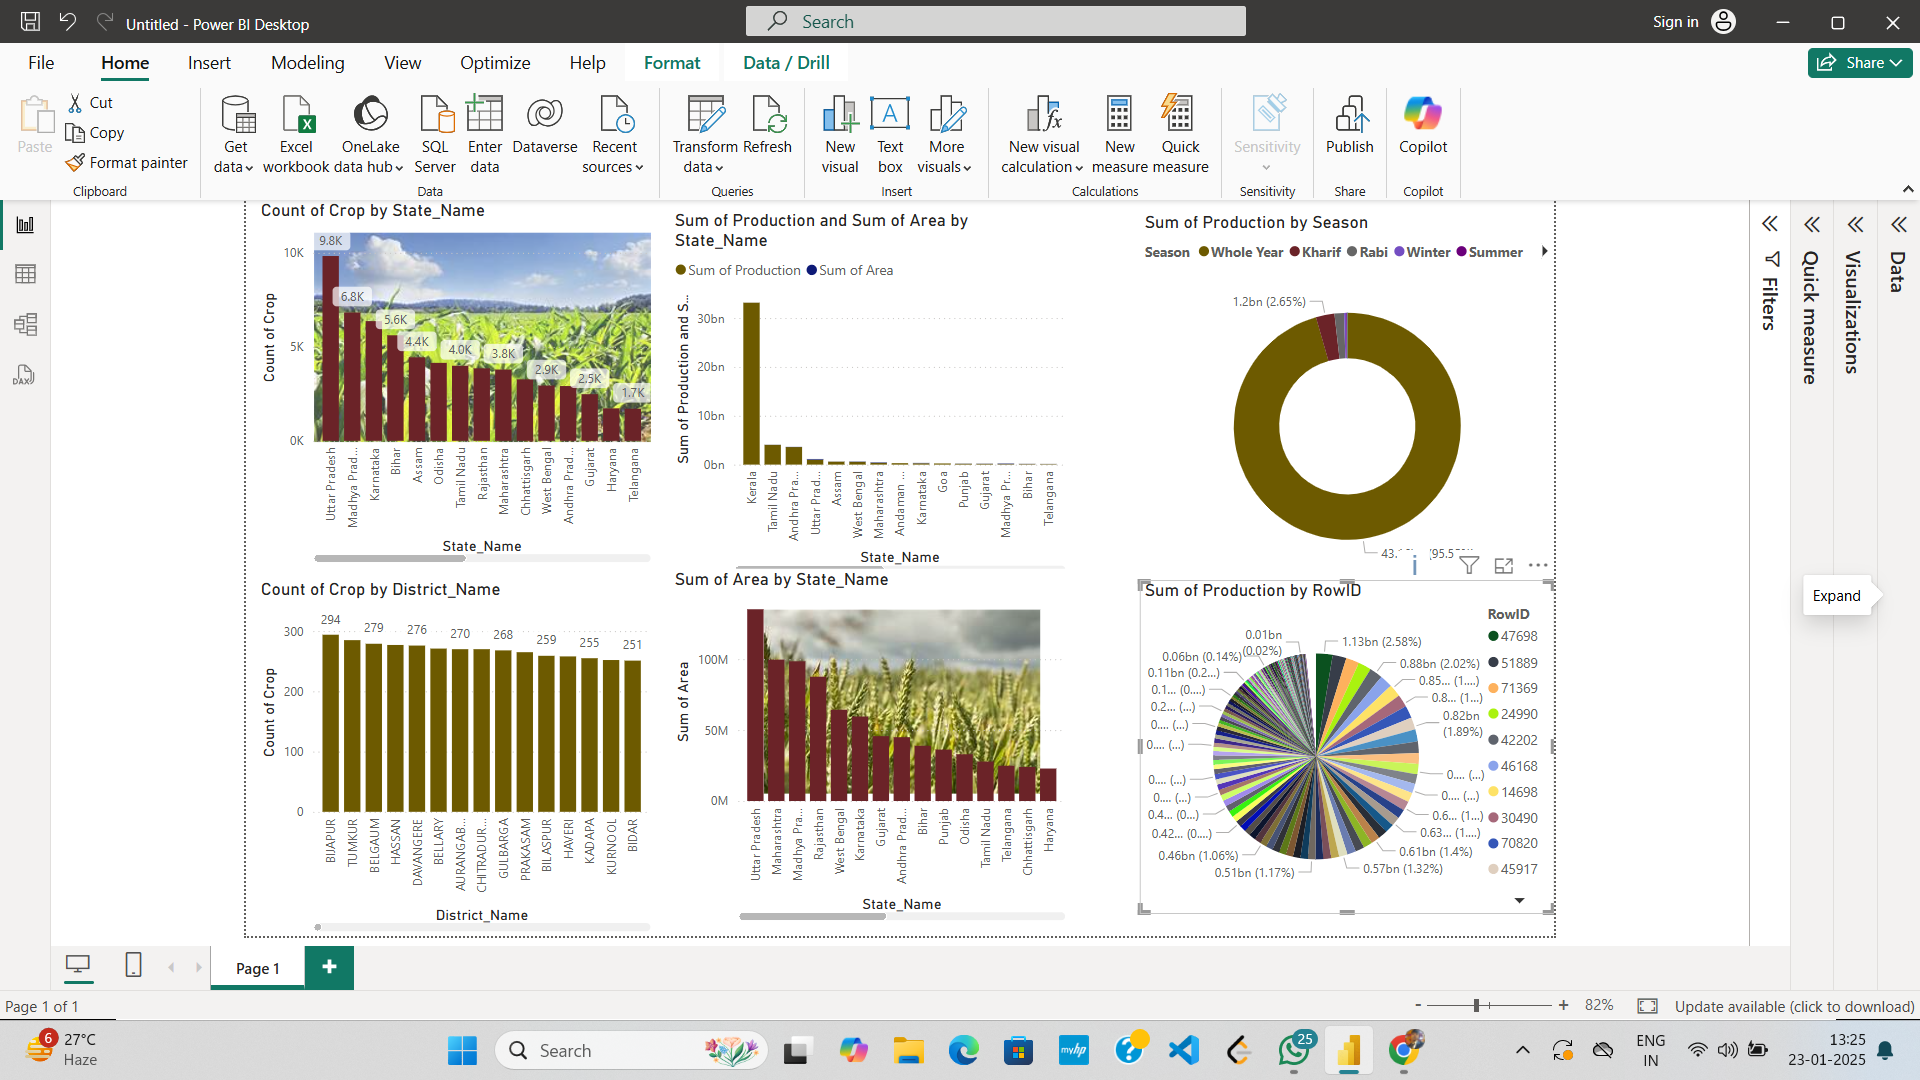 Untitled - Power BI Desktop
Search
Sign in
File
Home
Insert
Modeling
View
Optimize
Help
Format
Data / Drill
Share
Paste
Cut
Copy
Format painter
Clipboard
Get data
Excel workbook
OneLake data hub
SQL Server
Enter data
Dataverse
Recent sources
Data
Transform data
Refresh
Queries
New visual
Text box
More visuals
Insert
New visual calculation
New measure
Quick measure
Calculations
Sensitivity
Sensitivity
Publish
Share
Copilot
Copilot
Count of Crop by State_Name
Count of Crop
10K
5K
0K
9.8K
6.8K
5.6K
4.4K
4.0K
3.8K
2.9K
2.5K
1.7K
Uttar Pradesh
Madhya Prad...
Karnataka
Bihar
Assam
Odisha
Tamil Nadu
Rajasthan
Maharashtra
Chhattisgarh
West Bengal
Andhra Prad...
Gujarat
Haryana
Telangana
State_Name
Sum of Production and Sum of Area by
State_Name
Sum of Production
Sum of Area
Sum of Production and S...
30bn
20bn
10bn
0bn
Kerala
Tamil Nadu
Andhra Pra...
Uttar Prad...
Assam
West Bengal
Maharashtra
Andaman ...
Karnataka
Goa
Punjab
Gujarat
Madhya Pr...
Bihar
Telangana
State_Name
Sum of Production by Season
Season
Whole Year
Kharif
Rabi
Winter
Summer
1.2bn (2.65%)
Filters
Quick measure
Visualizations
Data
Expand
Count of Crop by District_Name
Count of Crop
300
200
100
0
294
279
276
270
268
259
255
251
BIJAPUR
TUMKUR
BELGAUM
HASSAN
DAVANGERE
BELLARY
AURANGAB...
CHITRADUR...
GULBARGA
PRAKASAM
BILASPUR
HAVERI
KADAPA
KURNOOL
BIDAR
District_Name
Sum of Area by State_Name
Sum of Area
100M
50M
0M
Uttar Pradesh
Maharashtra
Madhya Pra...
Rajasthan
West Bengal
Karnataka
Gujarat
Andhra Prad...
Bihar
Punjab
Odisha
Tamil Nadu
Telangana
Chhattisgarh
Haryana
State_Name
Sum of Production by RowID
0.01bn
(0.02%)
0.06bn (0.14%)
0.11bn (0.2...)
0.1... (0....)
0.2... (...)
0.... (...)
0.... (...)
0.... (...)
0.... (...)
0.4... (0...)
0.42... (0....)
0.46bn (1.06%)
0.51bn (1.17%)
1.13bn (2.58%)
0.88bn (2.02%)
0.85... (1....)
0.8... (1...)
0.82bn
(1.89%)
0.... (...)
0.... (...)
0.6... (1...)
0.63... (1....)
0.61bn (1.4%)
0.57bn (1.32%)
RowID
47698
51889
71369
24990
42202
46168
14698
30490
70820
45917
Page 1
Page 1 of 1
82%
Update available (click to download)
6
27°C
Haze
Search
myhp
25
ENG
IN
13:25
23-01-2025